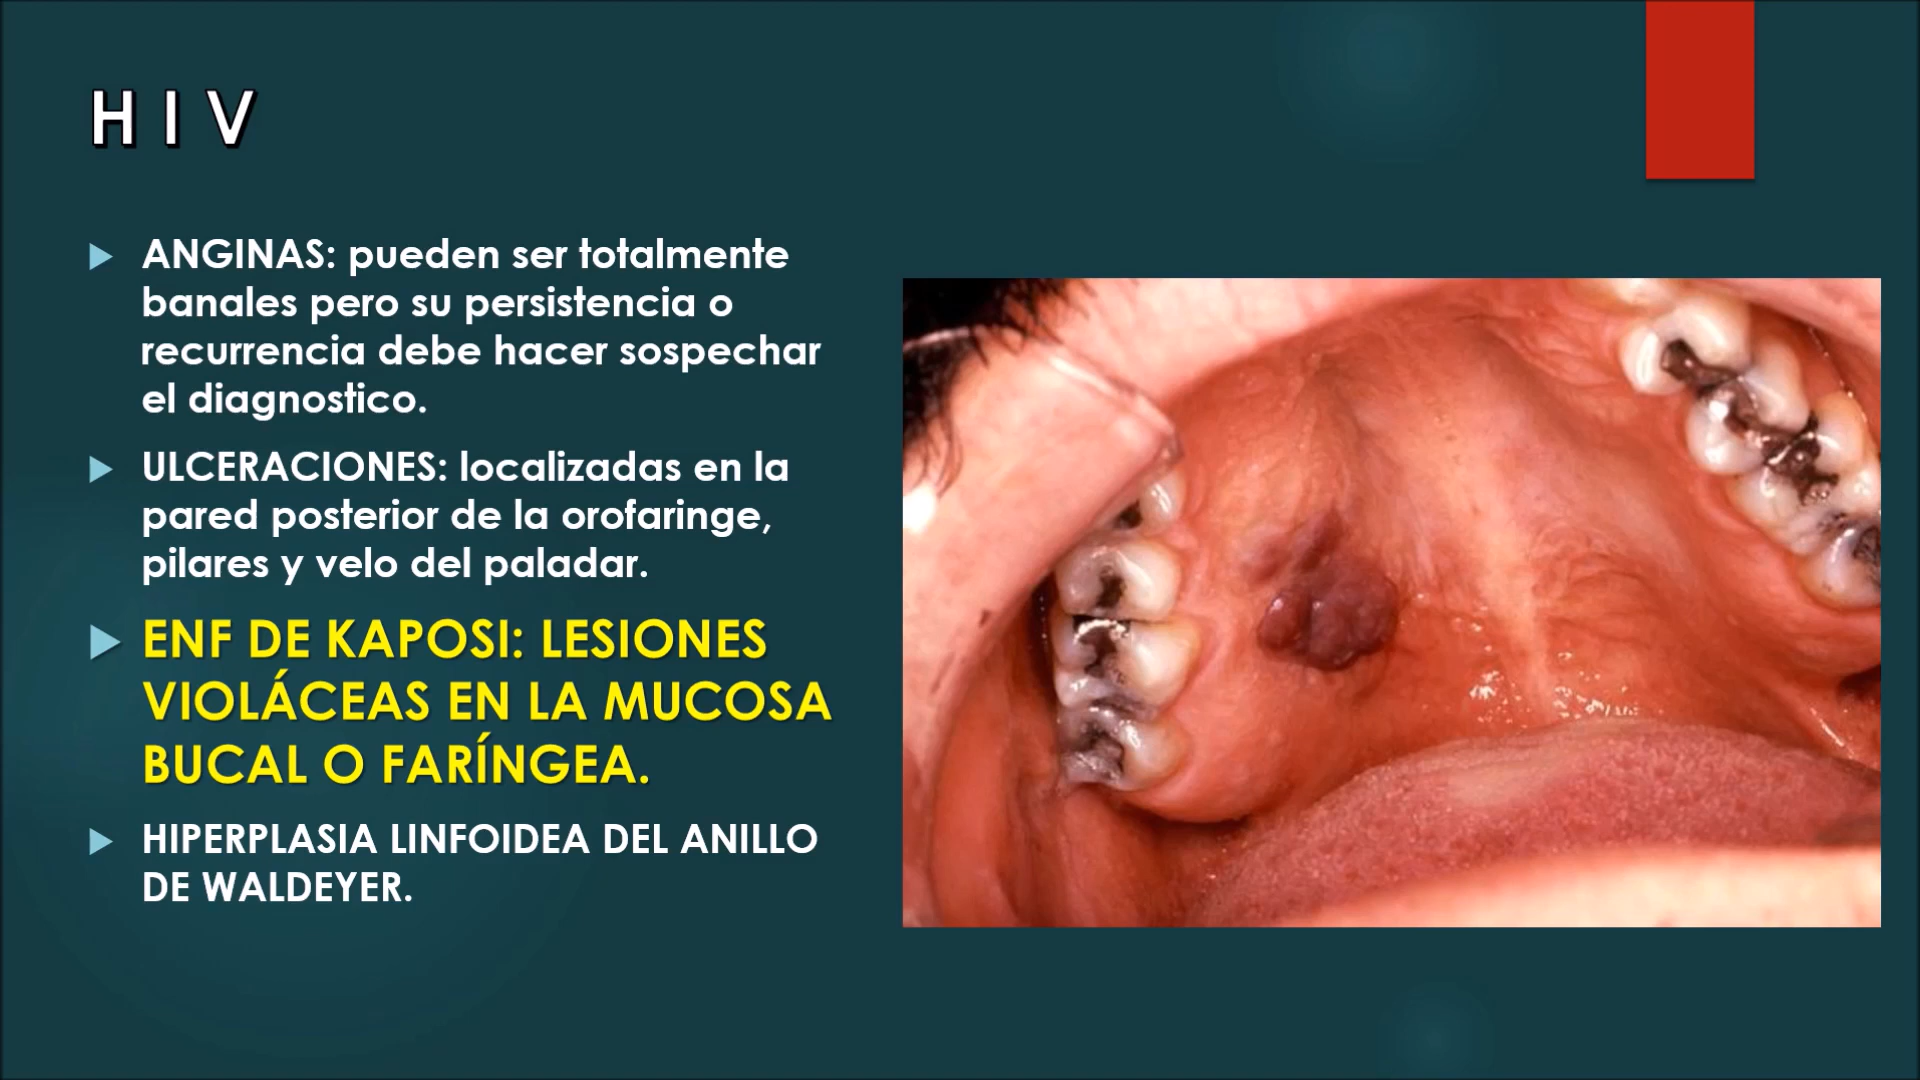 H I V
ANGINAS: pueden ser totalmente
banales pero su persistencia o
recurrencia debe hacer sospechar
el diagnostico.
ULCERACIONES: localizadas en la
pared posterior de la orofaringe,
pilares y velo del paladar.
ENF DE KAPOSI: LESIONES
VIOLÁCEAS EN LA MUCOSA
BUCAL O FARÍNGEA.
HIPERPLASIA LINFOIDEA DEL ANILLO
DE WALDEYER.